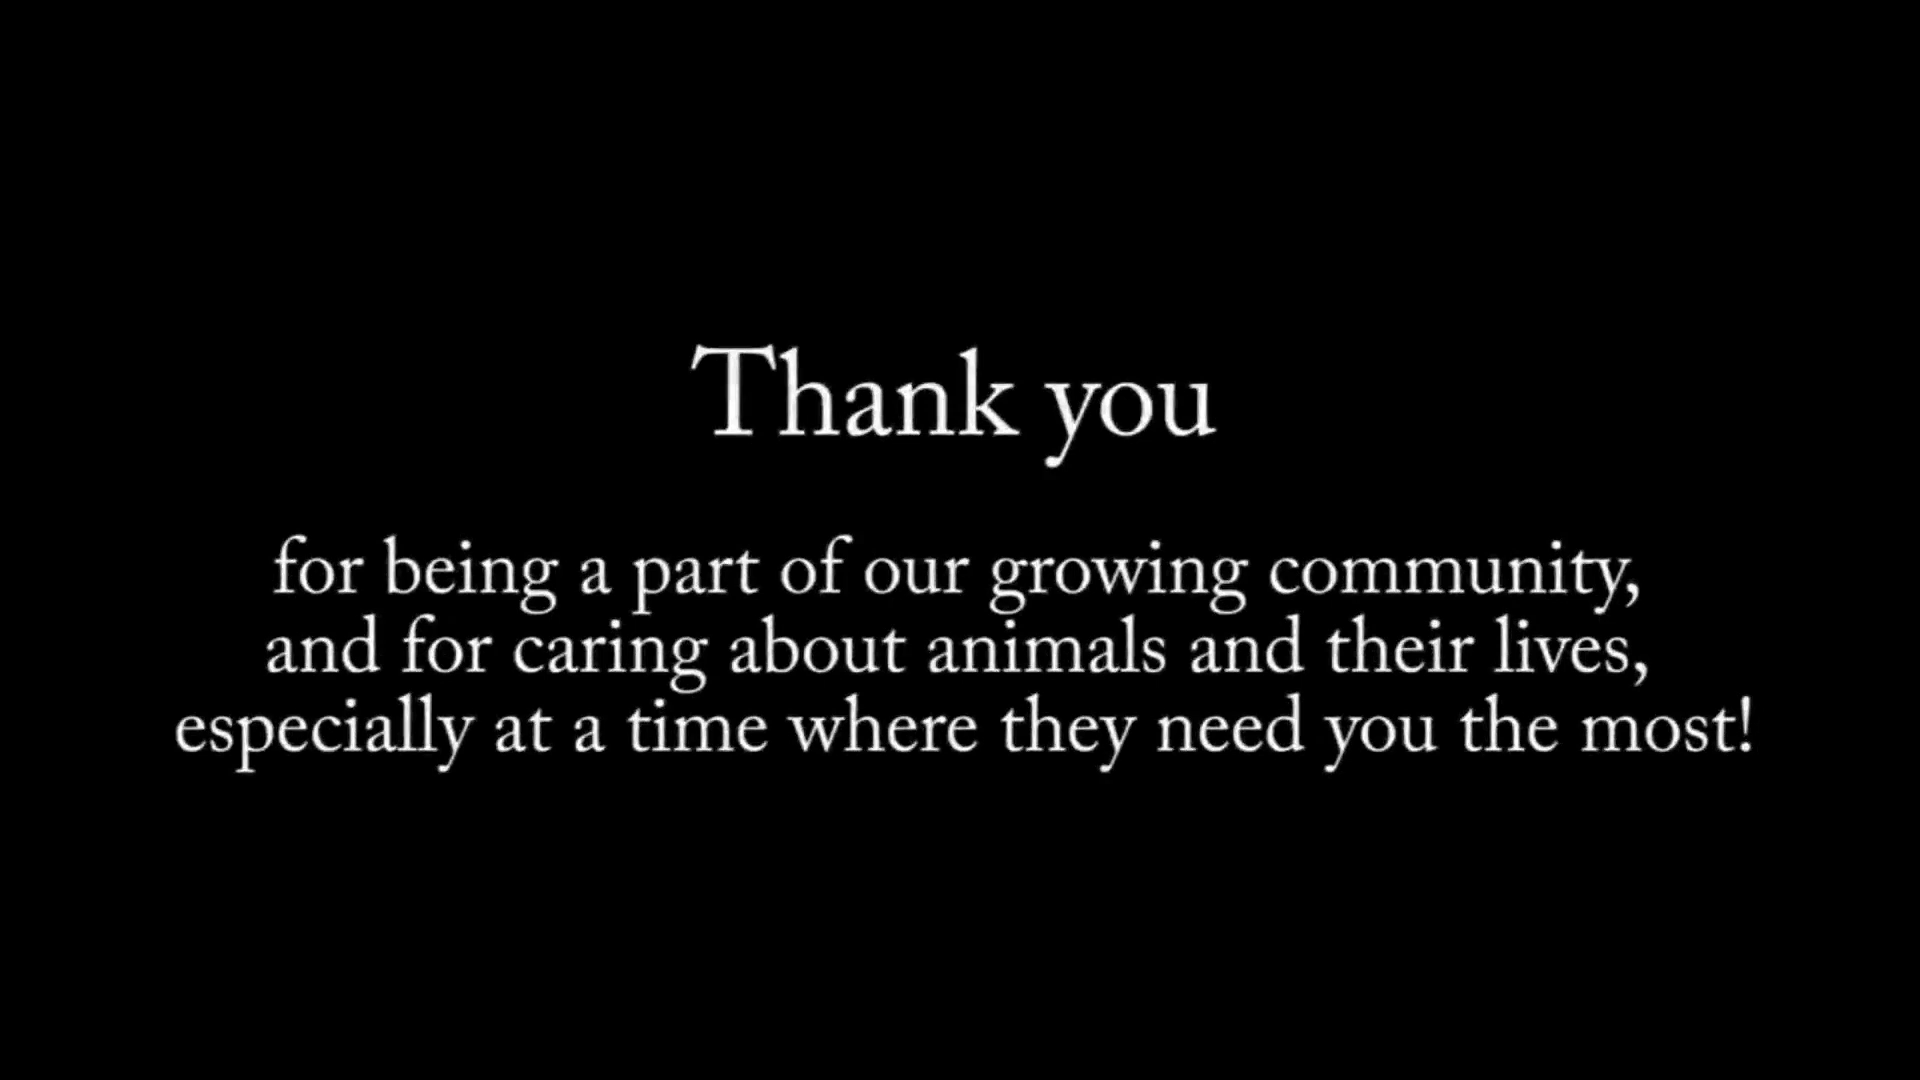 Thank you
for being a part of our growing community,
and for caring about animals and their lives,
especially at a time where they need you the most!